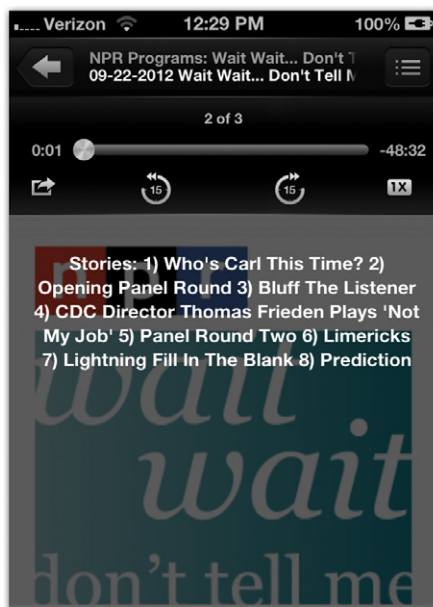 Verizon 12:29 PM 100%
NPR Programs: Wait Wait... Don't T
09-22-2012 Wait Wait... Don't Tell M
2 of 3
0:01 -48:32
15 15 1X
Stories: 1) Who's Carl This Time? 2)
Opening Panel Round 3) Bluff The Listener
4) CDC Director Thomas Frieden Plays 'Not
My Job' 5) Panel Round Two 6) Limericks
7) Lightning Fill In The Blank 8) Prediction
n p r
wait
wait
don't tell me